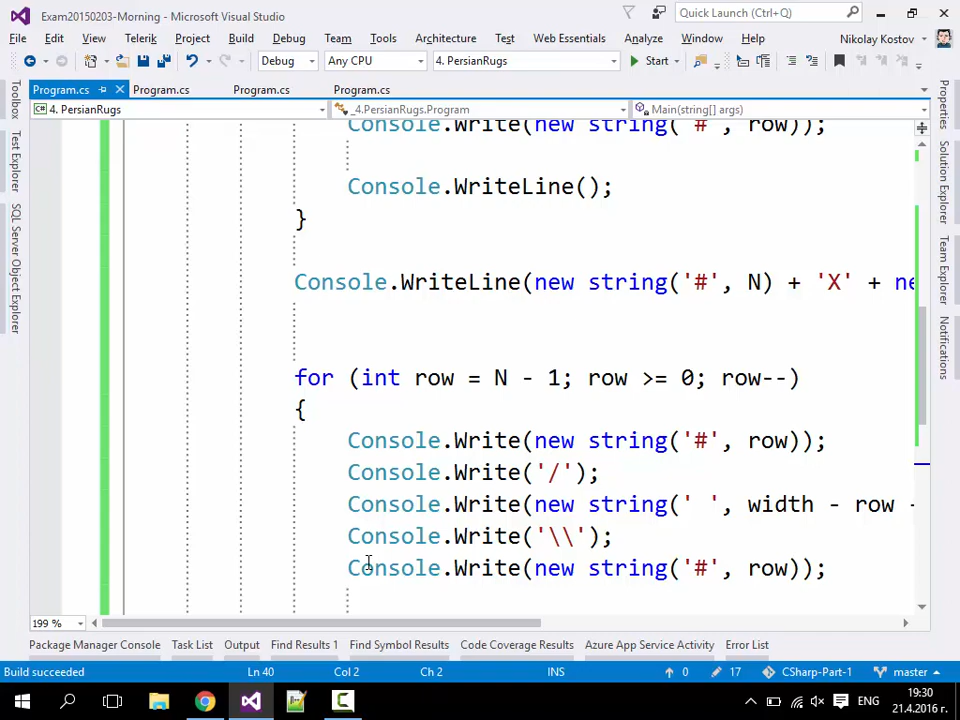 Exam20150203-Morning - Microsoft Visual Studio
Quick Launch (Ctrl+Q)
File Edit View Telerik Project Build Debug Team Tools Architecture Test Web Essentials Analyze Window Help Nikolay Kostov
Debug Any CPU 4. PersianRugs Start
Program.cs Program.cs Program.cs Program.cs
4. PersianRugs _4.PersianRugs.Program Main(string[] args)
Toolbox
Test Explorer
SQL Server Object Explorer
Console.Write(new string('#', row));
Console.WriteLine();
}
Console.WriteLine(new string('#', N) + 'X' + ne
for (int row = N - 1; row >= 0; row--)
{
Console.Write(new string('#', row));
Console.Write('/');
Console.Write(new string(' ', width - row -
Console.Write('\\');
Console.Write(new string('#', row));
Properties
Solution Explorer
Team Explorer
Notifications
199 %
Package Manager Console Task List Output Find Results 1 Find Symbol Results Code Coverage Results Azure App Service Activity Error List
Build succeeded Ln 40 Col 2 Ch 2 INS 0 17 CSharp-Part-1 master
ENG 19:30
21.4.2016 г.